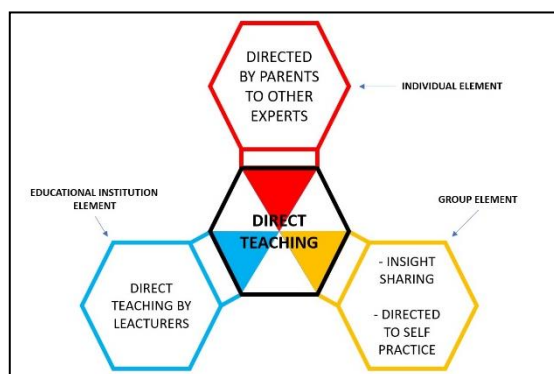 DIRECTED
BY PARENTS
TO OTHER
EXPERTS
INDIVIDUAL ELEMENT
EDUCATIONAL INSTITUTION
ELEMENT
GROUP ELEMENT
DIRECT
TEACHING
DIRECT
TEACHING BY
LEACTURERS
- INSIGHT
SHARING
- DIRECTED
TO SELF
PRACTICE